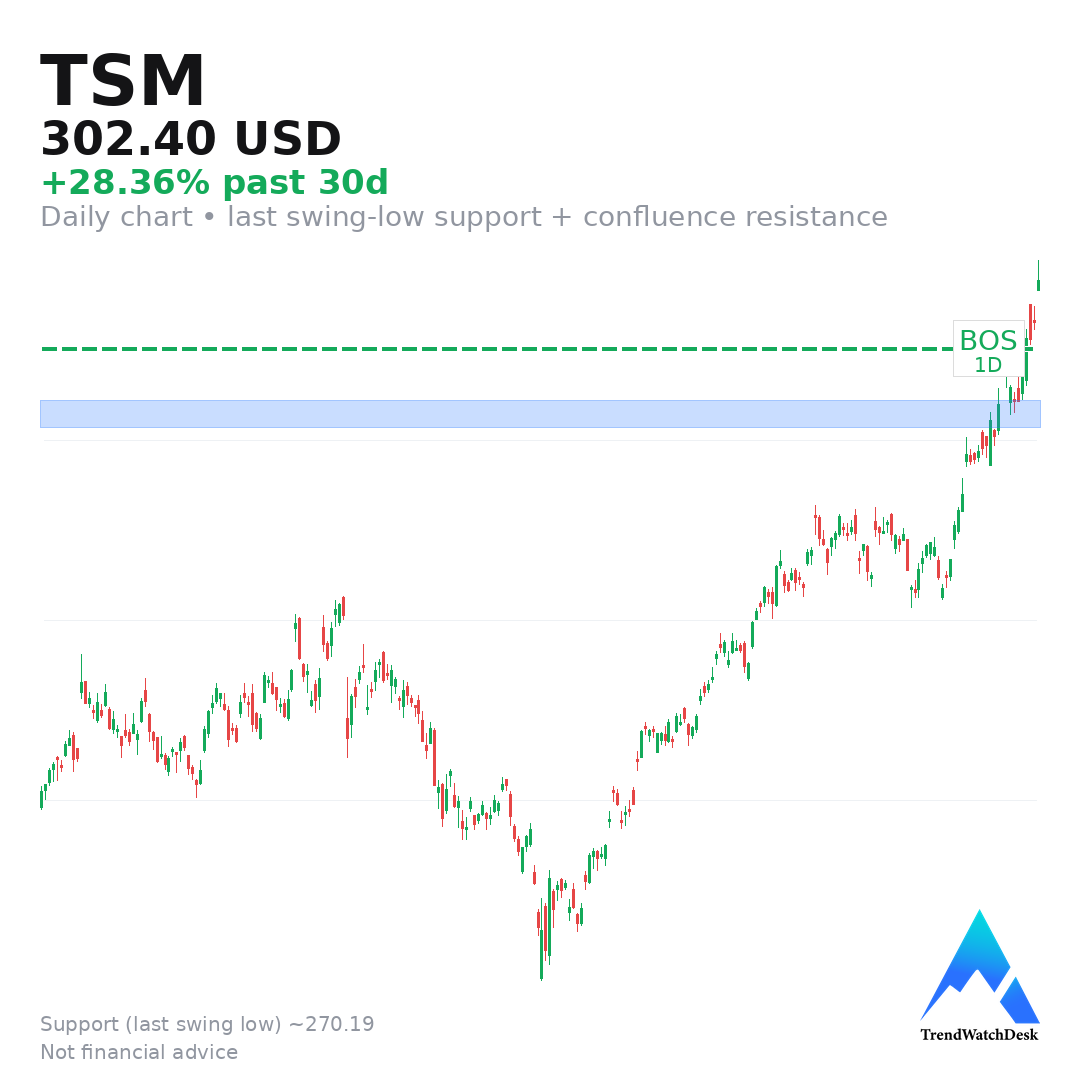 TSM
302.40 USD
+28.36% past 30d
Daily chart • last swing-low support + confluence resistance
BOS
1D
Support (last swing low) ~270.19
Not financial advice
TrendWatchDesk